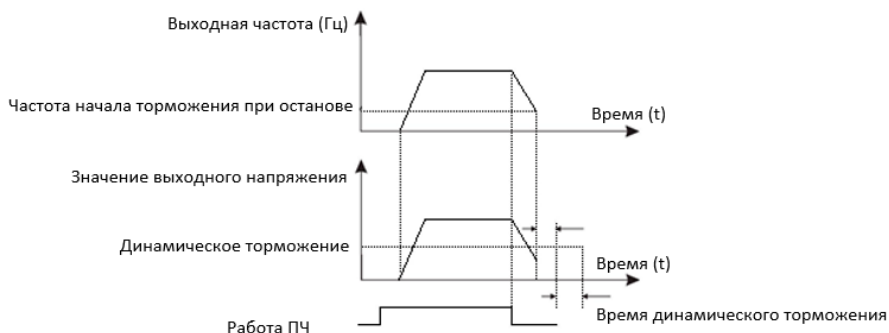 Выходная частота (Гц)
Частота начала торможения при останове
Время (t)
Значение выходного напряжения
Динамическое торможение
Время (t)
Время динамического торможения
Работа ПЧ